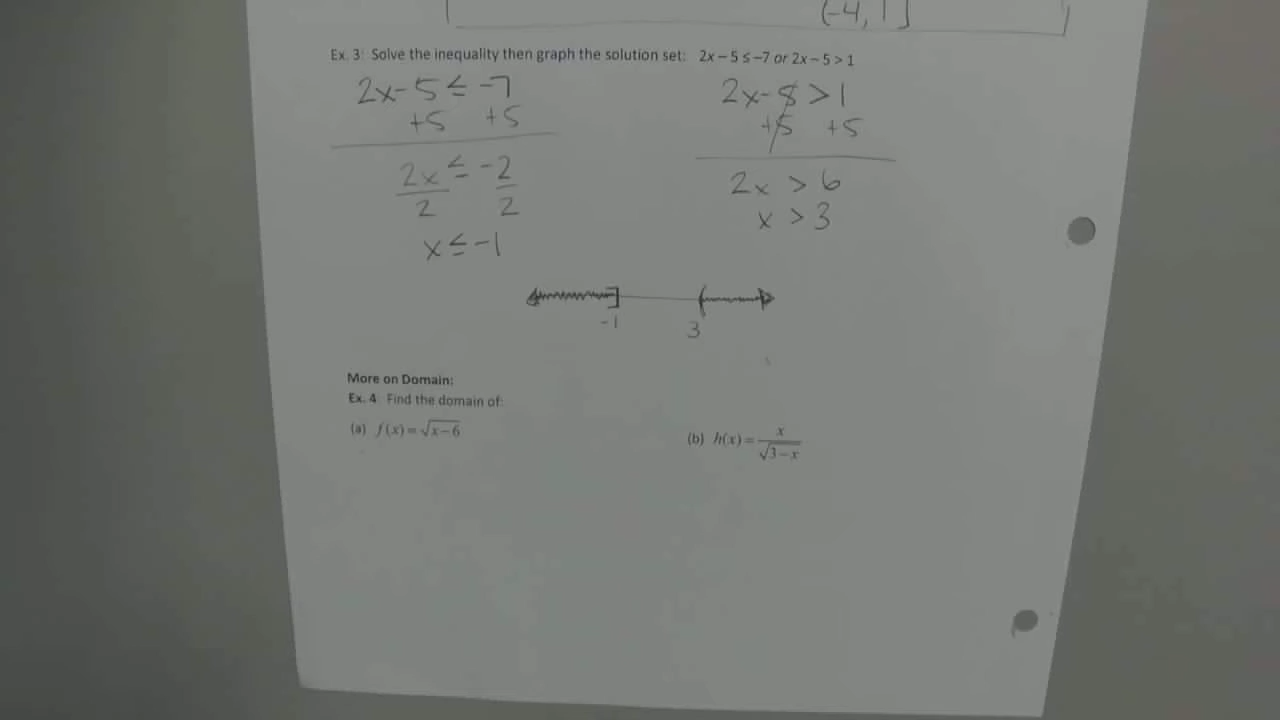 (-4, 1]
Ex. 3: Solve the inequality then graph the solution set: 2x – 5 ≤ –7 or 2x – 5 > 1
2x - 5 ≤ -7
+5 +5
2x ≤ -2
2 2
x ≤ -1
2x - 5 > 1
+5 +5
2x > 6
x > 3
-1 3
More on Domain:
Ex. 4: Find the domain of:
(a) f(x) = √x–6
(b) h(x) = x/√3–x